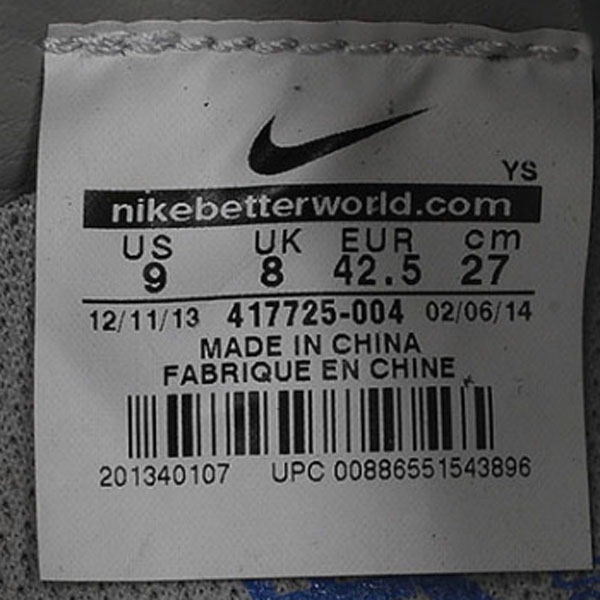 YS
nikebetterworld.com
US UK EUR cm
9 8 42.5 27
12/11/13 417725-004 02/06/14
MADE IN CHINA
FABRIQUE EN CHINE
201340107 UPC 00886551543896